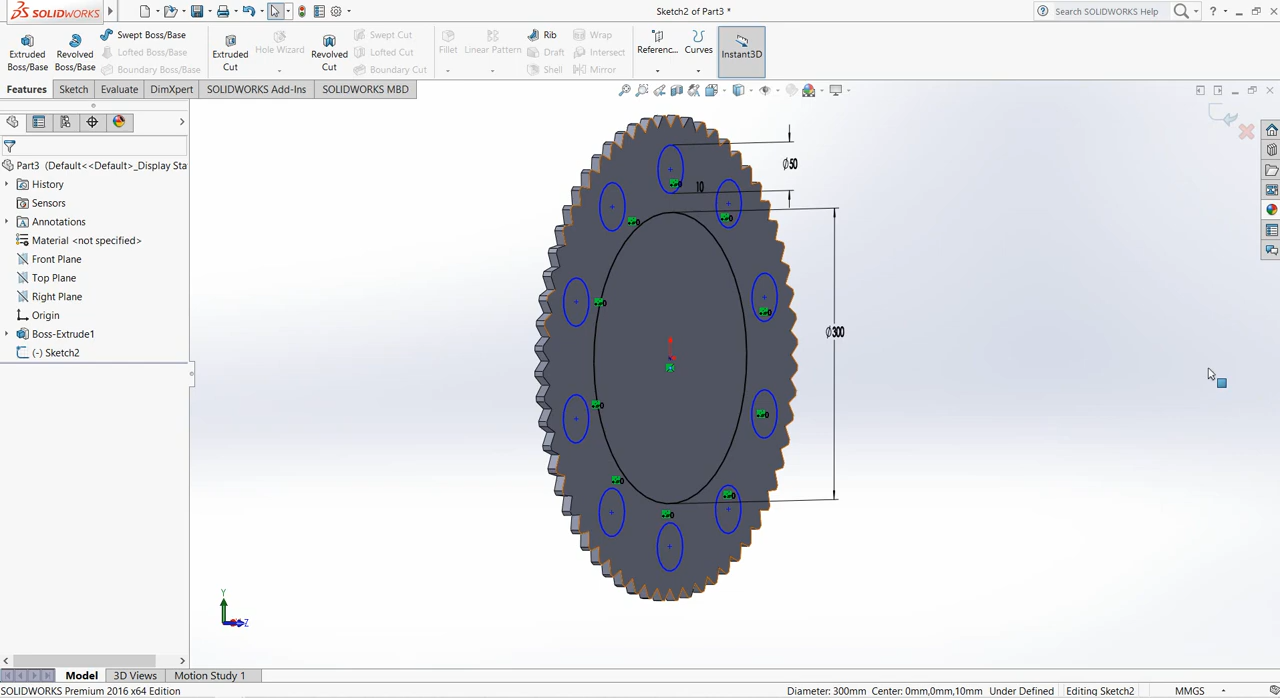 SOLIDWORKS
Sketch2 of Part3 *
Search SOLIDWORKS Help
?
Extruded Boss/Base
Revolved Boss/Base
Swept Boss/Base
Lofted Boss/Base
Boundary Boss/Base
Extruded Cut
Hole Wizard
Revolved Cut
Swept Cut
Lofted Cut
Boundary Cut
Fillet
Linear Pattern
Rib
Draft
Shell
Wrap
Intersect
Mirror
Referenc...
Curves
Instant3D
Features
Sketch
Evaluate
DimXpert
SOLIDWORKS Add-Ins
SOLIDWORKS MBD
Part3 (Default<<Default>_Display Sta
History
Sensors
Annotations
Material <not specified>
Front Plane
Top Plane
Right Plane
Origin
Boss-Extrude1
(-) Sketch2
⌀50
10
⌀300
Y
Z
Model
3D Views
Motion Study 1
SOLIDWORKS Premium 2016 x64 Edition
Diameter: 300mm Center: 0mm,0mm,10mm
Under Defined
Editing Sketch2
MMGS